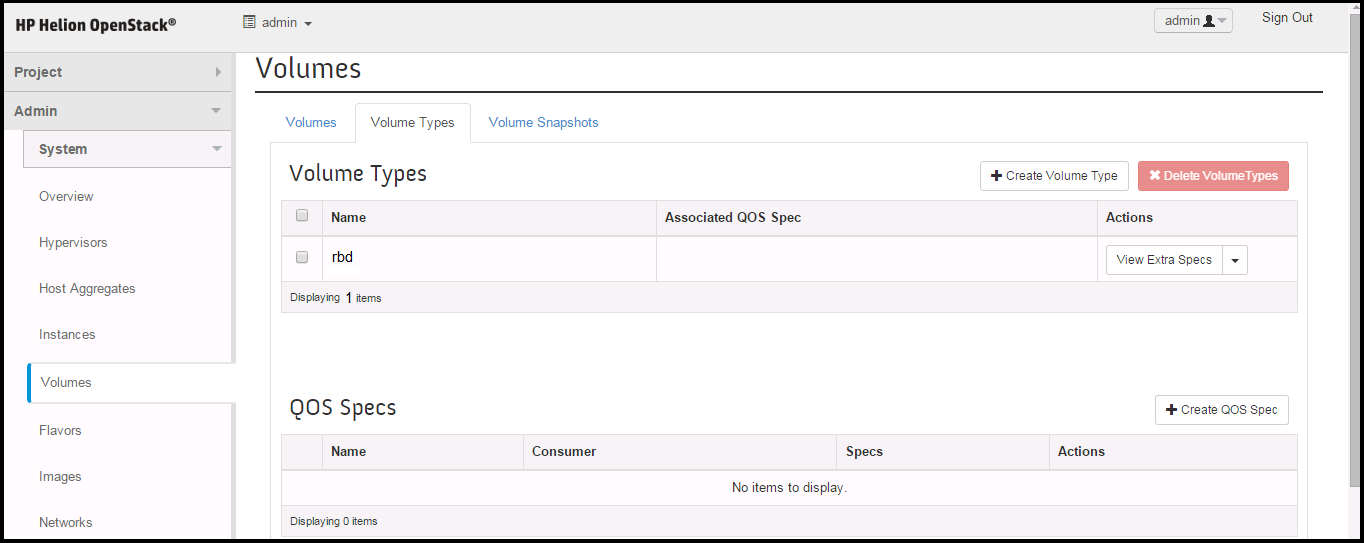 HP Helion OpenStack® admin admin Sign Out
Project
Admin
System
Overview
Hypervisors
Host Aggregates
Instances
Volumes
Flavors
Images
Networks
Volumes
Volumes Volume Types Volume Snapshots
Volume Types Create Volume Type Delete VolumeTypes
Name Associated QOS Spec Actions
rbd View Extra Specs
Displaying 1 items
QOS Specs Create QOS Spec
Name Consumer Specs Actions
No items to display.
Displaying 0 items